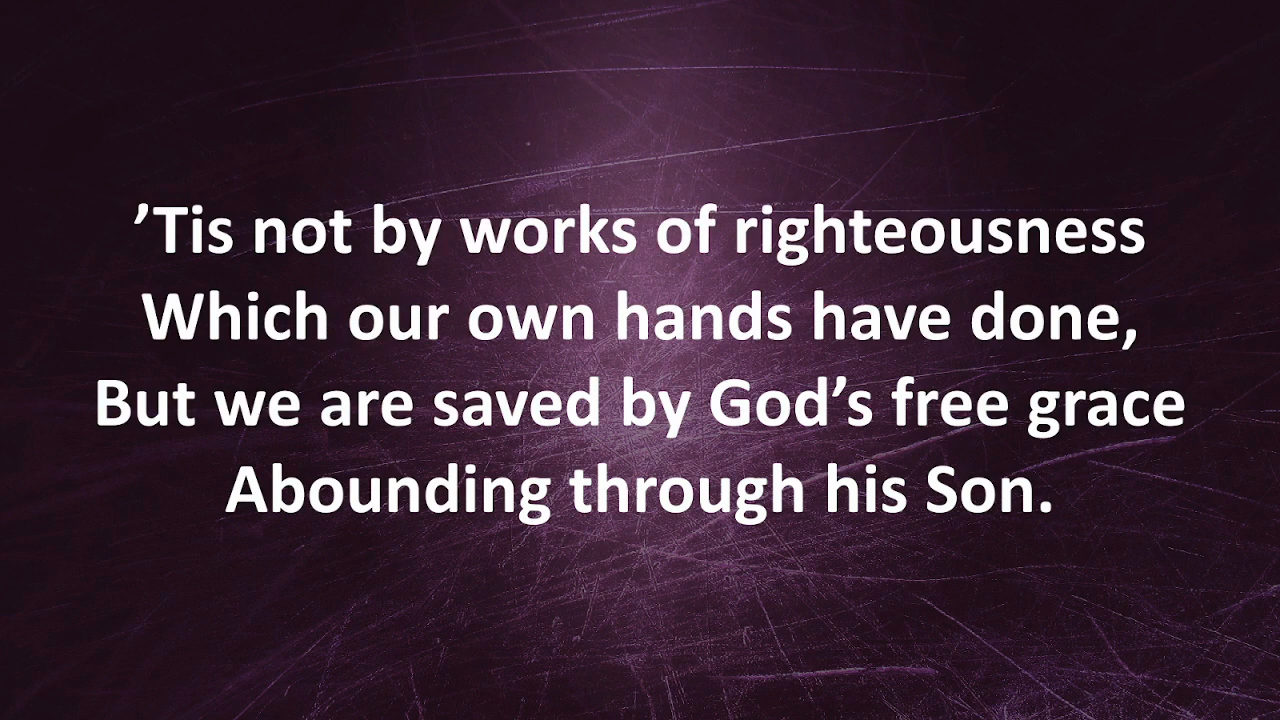 ’Tis not by works of righteousness
Which our own hands have done,
But we are saved by God’s free grace
Abounding through his Son.